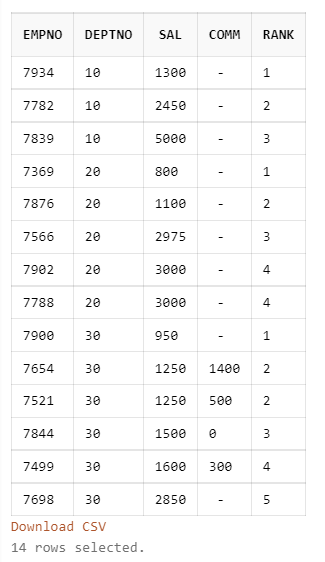 EMPNO DEPTNO SAL COMM RANK
7934 10 1300 - 1
7782 10 2450 - 2
7839 10 5000 - 3
7369 20 800 - 1
7876 20 1100 - 2
7566 20 2975 - 3
7902 20 3000 - 4
7788 20 3000 - 4
7900 30 950 - 1
7654 30 1250 1400 2
7521 30 1250 500 2
7844 30 1500 0 3
7499 30 1600 300 4
7698 30 2850 - 5
Download CSV
14 rows selected.